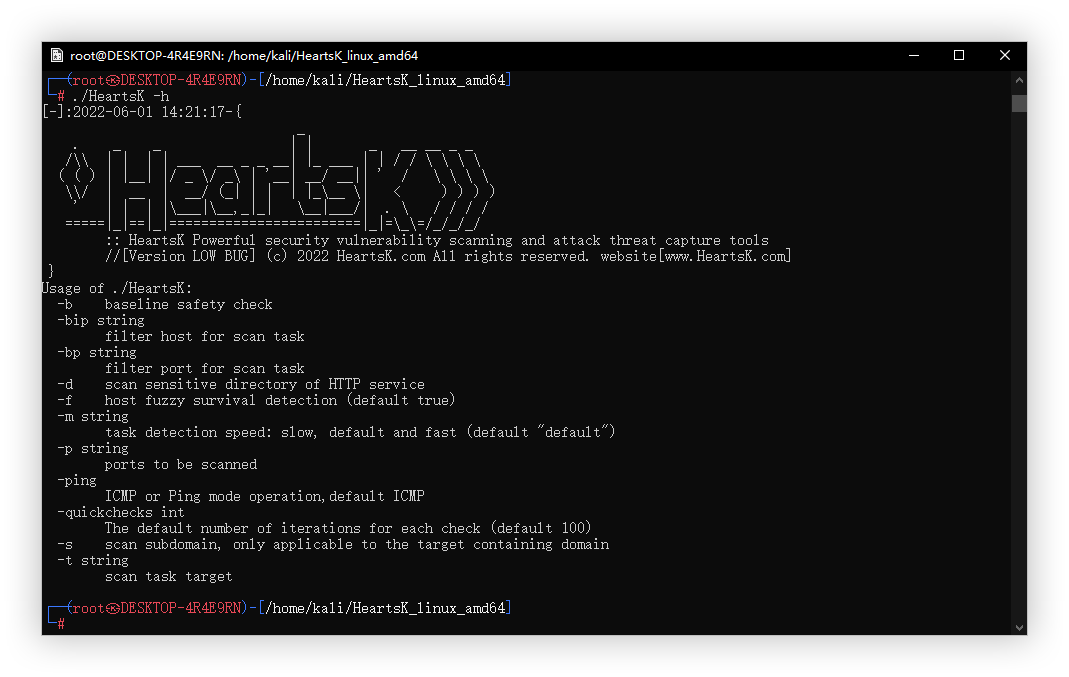 root@DESKTOP-4R4E9RN: /home/kali/HeartsK_linux_amd64
┌──(root㉿DESKTOP-4R4E9RN)-[/home/kali/HeartsK_linux_amd64]
└─# ./HeartsK -h
[-]:2022-06-01 14:21:17-{
HeartsK
:: HeartsK Powerful security vulnerability scanning and attack threat capture tools
//[Version LOW BUG] (c) 2022 HeartsK.com All rights reserved. website[www.HeartsK.com]
}
Usage of ./HeartsK:
-b    baseline safety check
-bip string
filter host for scan task
-bp string
filter port for scan task
-d    scan sensitive directory of HTTP service
-f    host fuzzy survival detection (default true)
-m string
task detection speed: slow, default and fast (default "default")
-p string
ports to be scanned
-ping
ICMP or Ping mode operation,default ICMP
-quickchecks int
The default number of iterations for each check (default 100)
-s    scan subdomain, only applicable to the target containing domain
-t string
scan task target
┌──(root㉿DESKTOP-4R4E9RN)-[/home/kali/HeartsK_linux_amd64]
└─#